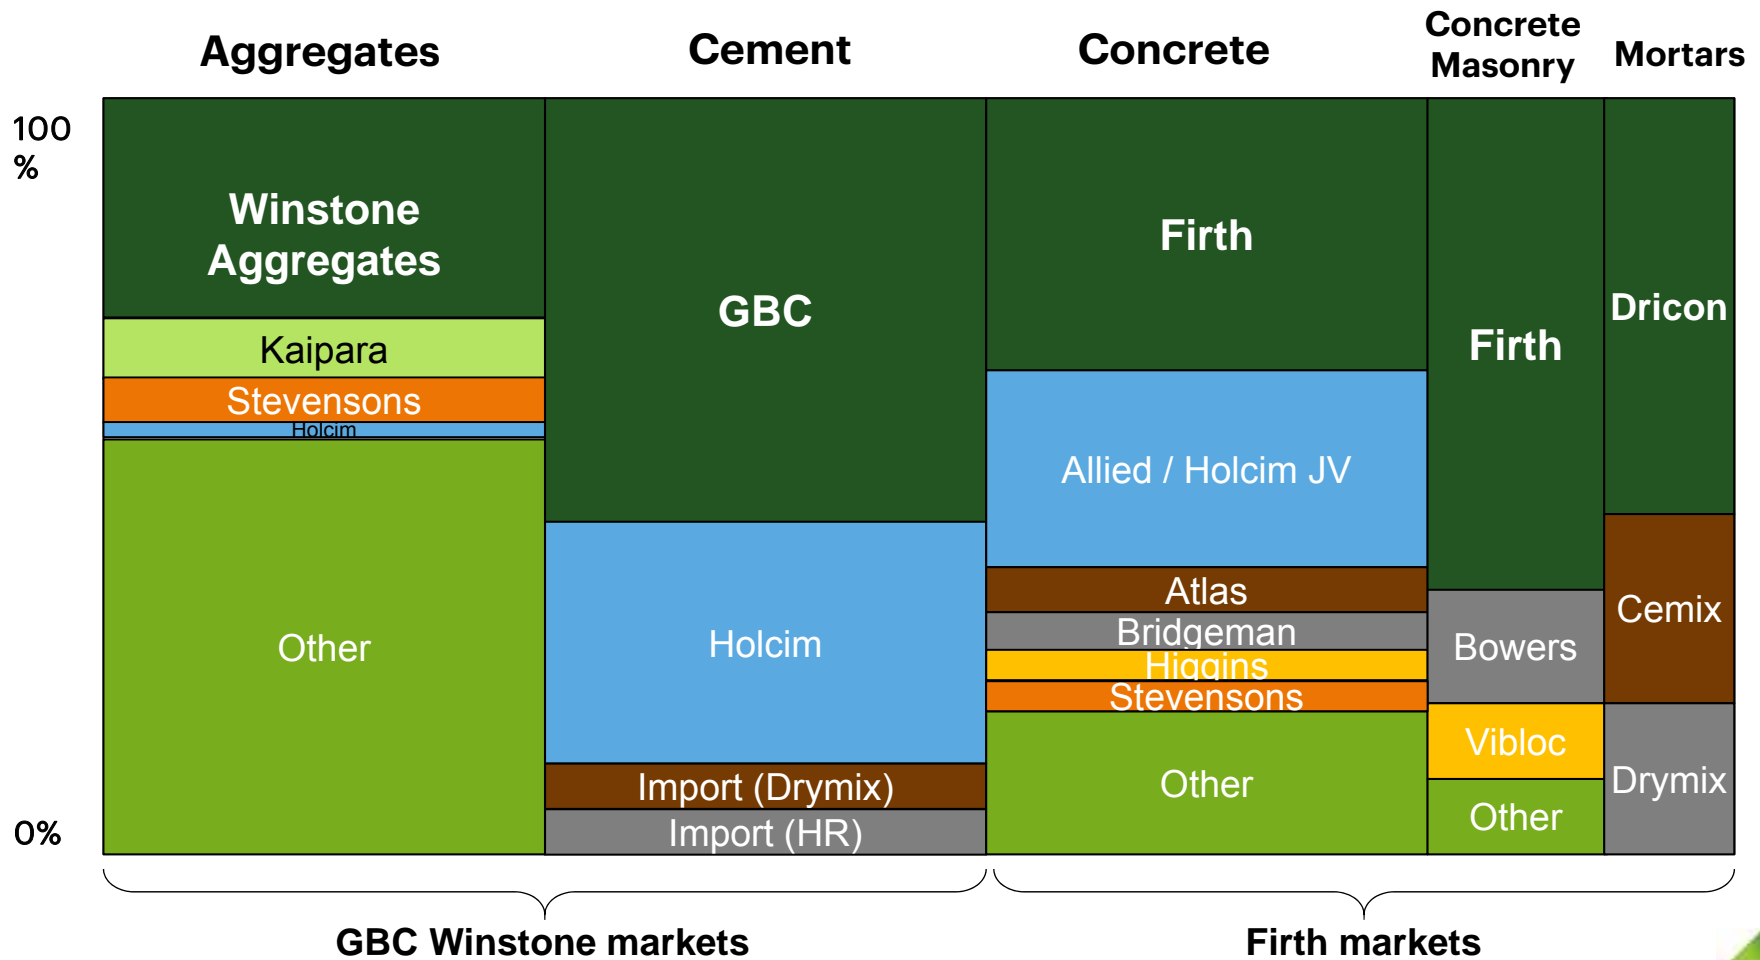 Aggregates
Cement
Concrete
Concrete
Masonry
Mortars
100
%
0%
Winstone
Aggregates
Kaipara
Stevensons
Holcim
Other
GBC
Holcim
Import (Drymix)
Import (HR)
Firth
Allied / Holcim JV
Atlas
Bridgeman
Higgins
Stevensons
Other
Firth
Bowers
Vibloc
Other
Dricon
Cemix
Drymix
GBC Winstone markets
Firth markets